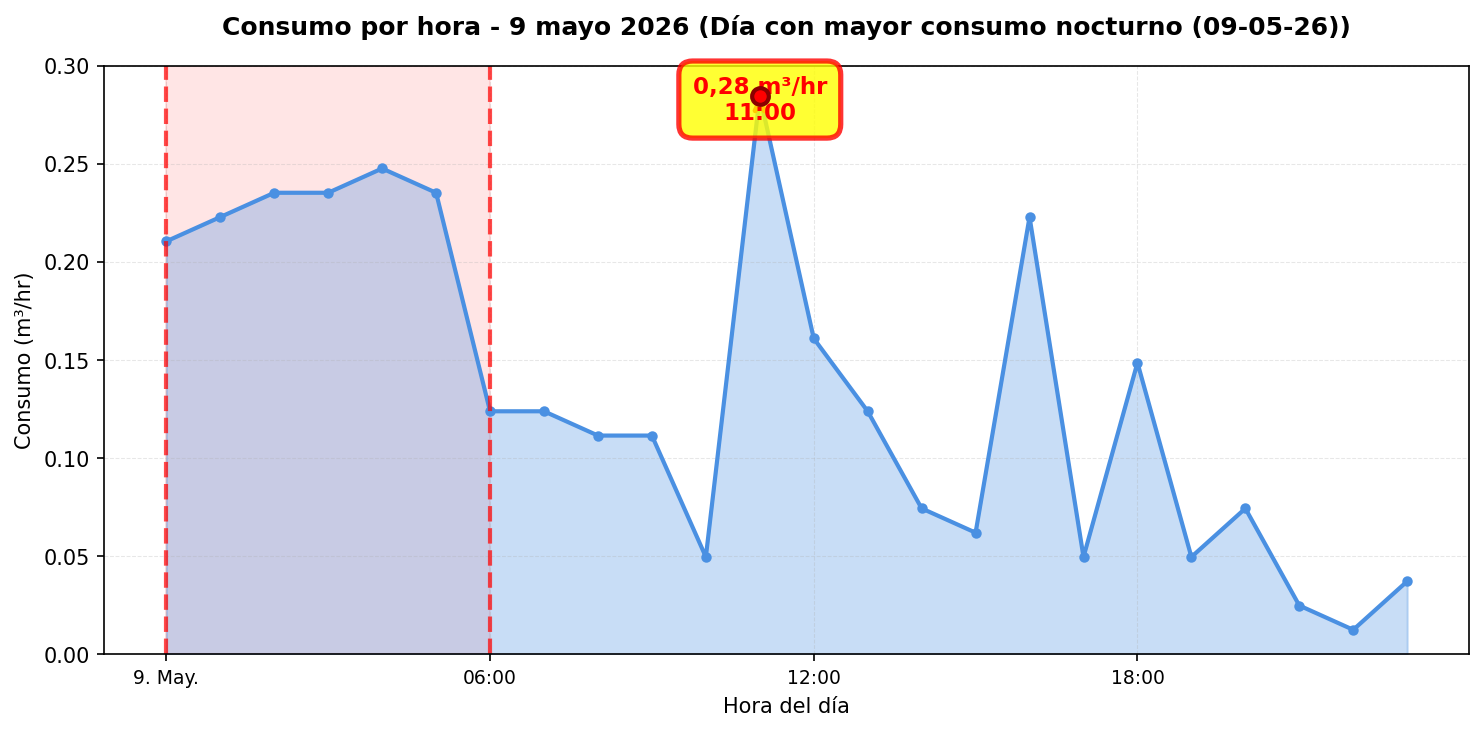 Consumo por hora - 9 mayo 2026 (Día con mayor consumo nocturno (09-05-26))
0,28 m³/hr
11:00
Consumo (m³/hr)
0.30
0.25
0.20
0.15
0.10
0.05
0.00
9. May.
06:00
12:00
18:00
Hora del día